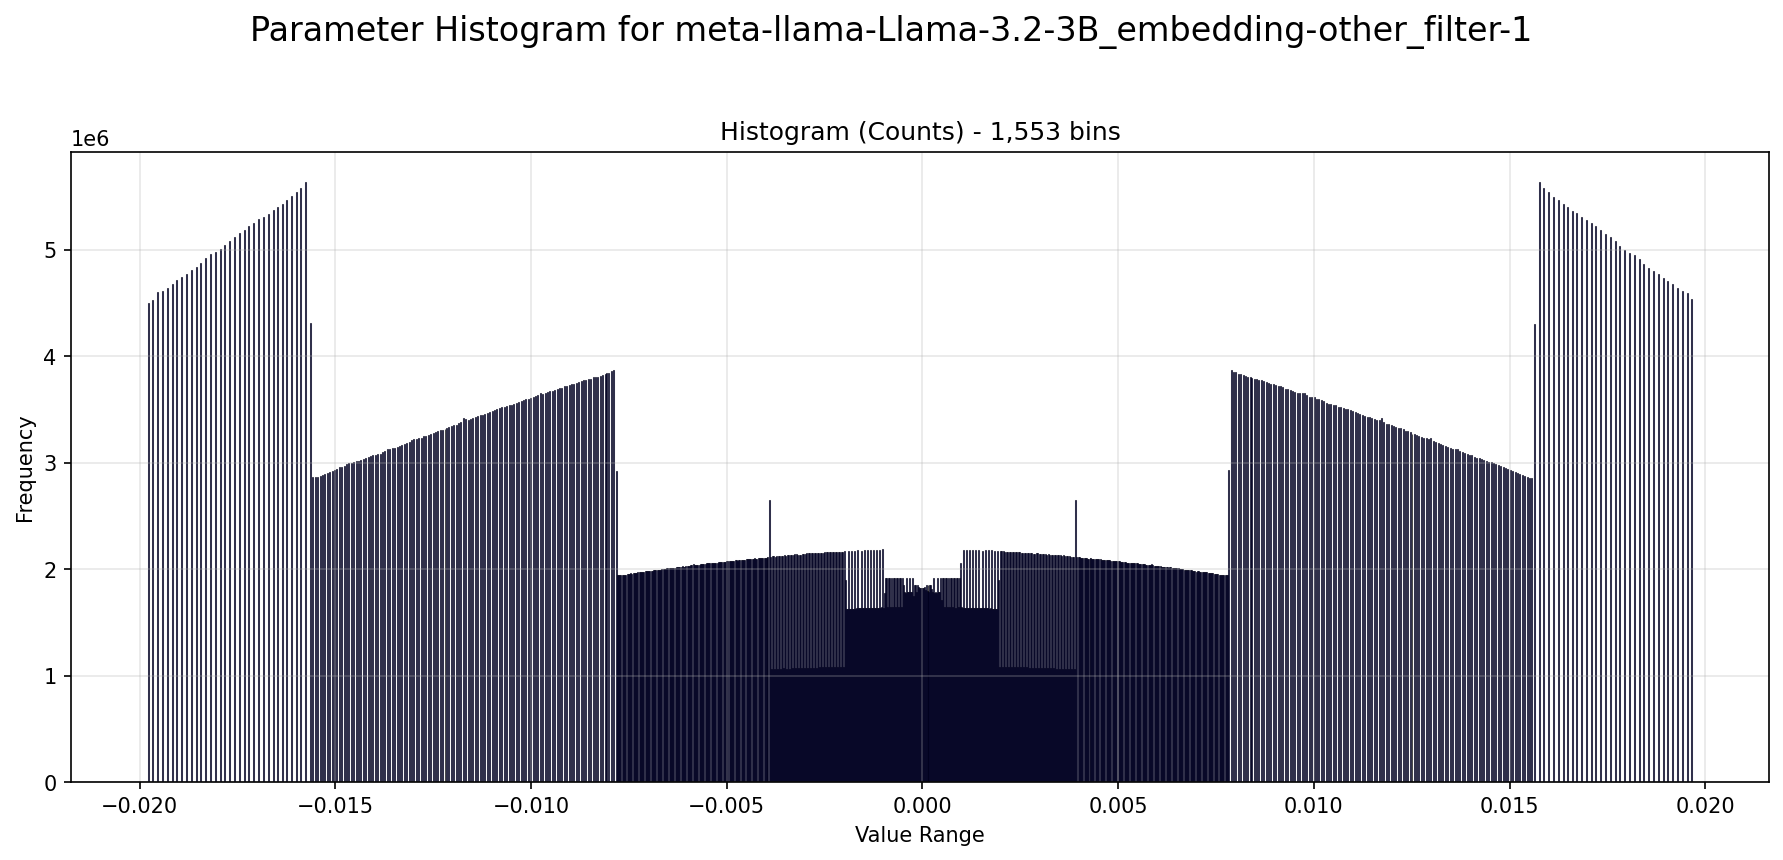 Parameter Histogram for meta-llama-Llama-3.2-3B_embedding-other_filter-1
Histogram (Counts) - 1,553 bins
1e6
5
4
3
2
1
0
Frequency
−0.020 −0.015 −0.010 −0.005 0.000 0.005 0.010 0.015 0.020
Value Range